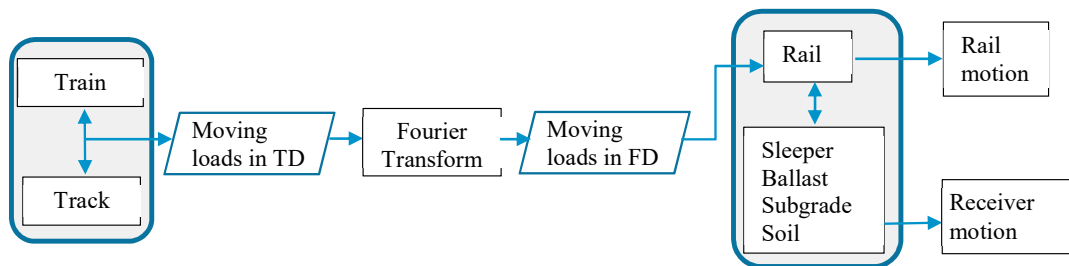 Train
Track
Moving
loads in TD
Fourier
Transform
Moving
loads in FD
Rail
Sleeper
Ballast
Subgrade
Soil
Rail
motion
Receiver
motion